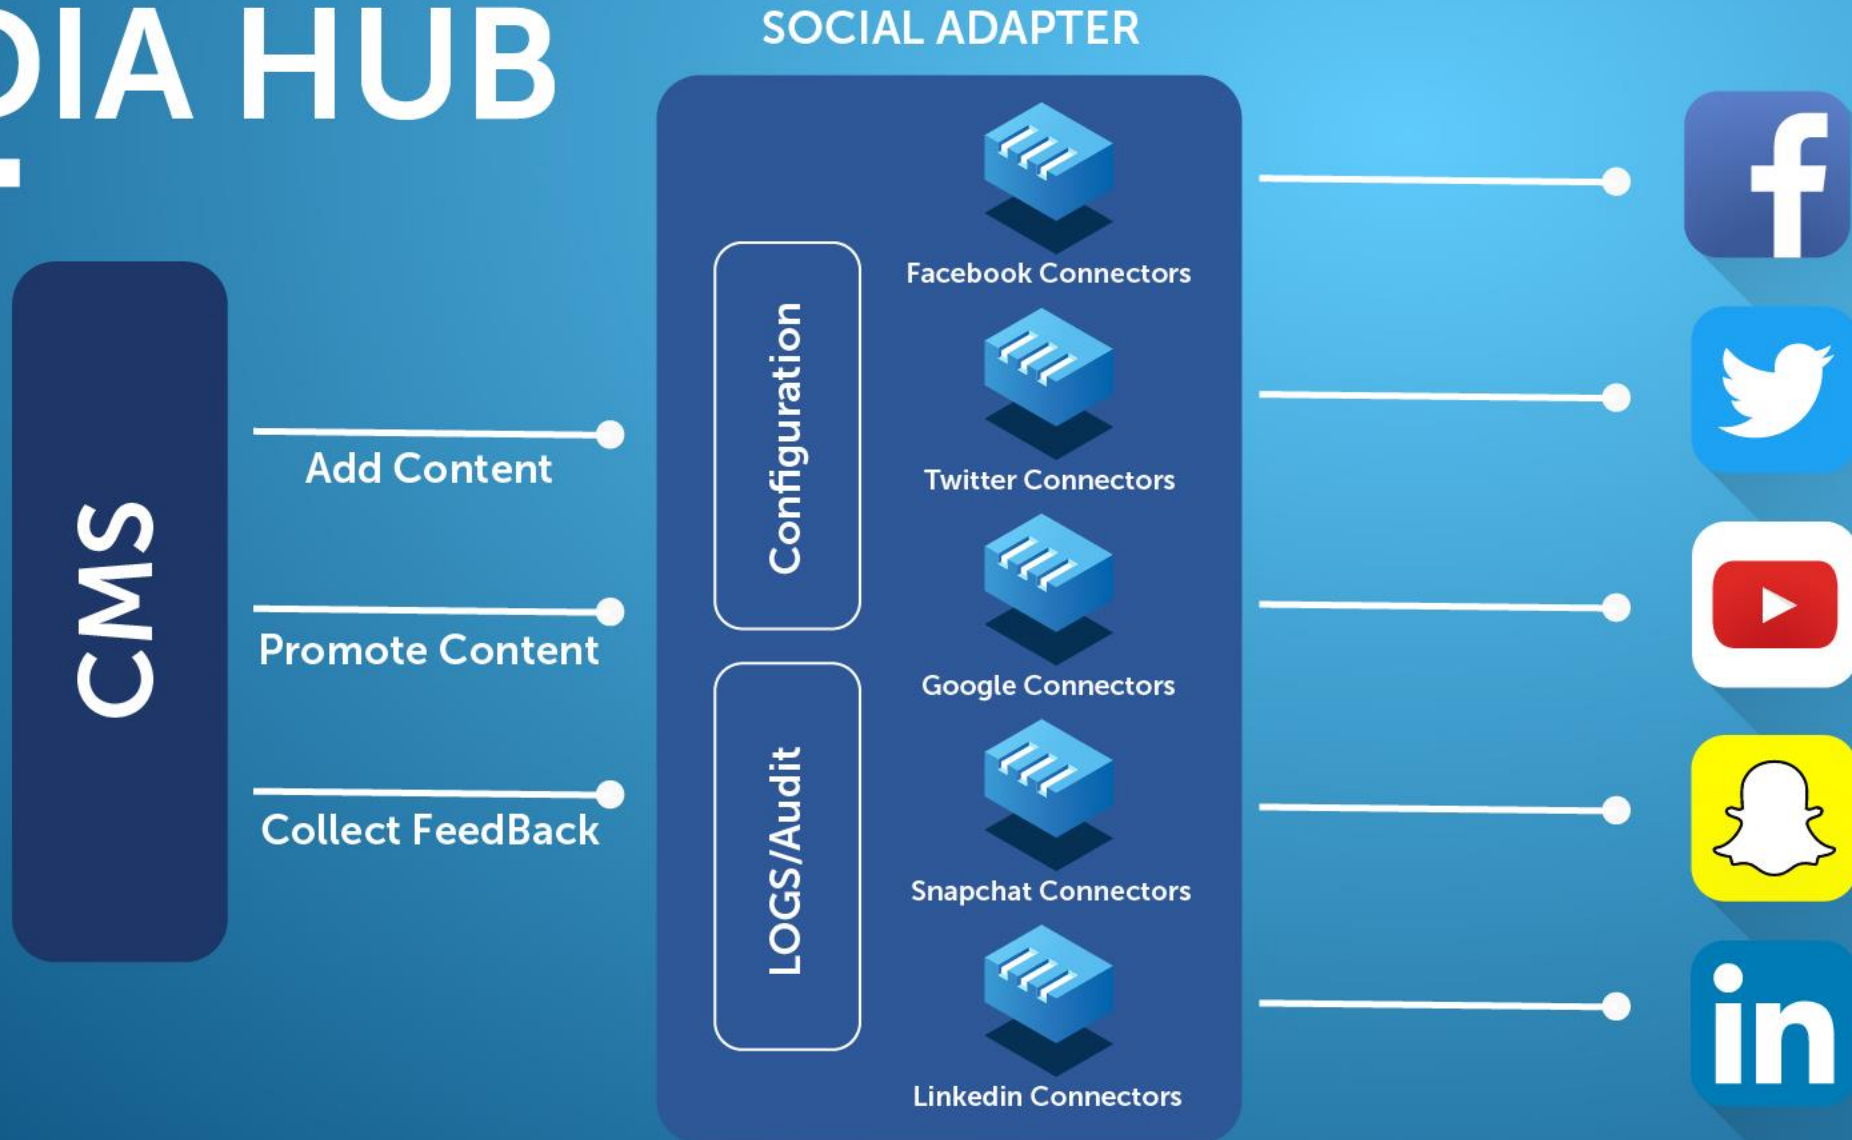 DIA HUB
SOCIAL ADAPTER
CMS
Add Content
Promote Content
Collect FeedBack
Configuration
LOGS/Audit
Facebook Connectors
Twitter Connectors
Google Connectors
Snapchat Connectors
Linkedin Connectors
f
in